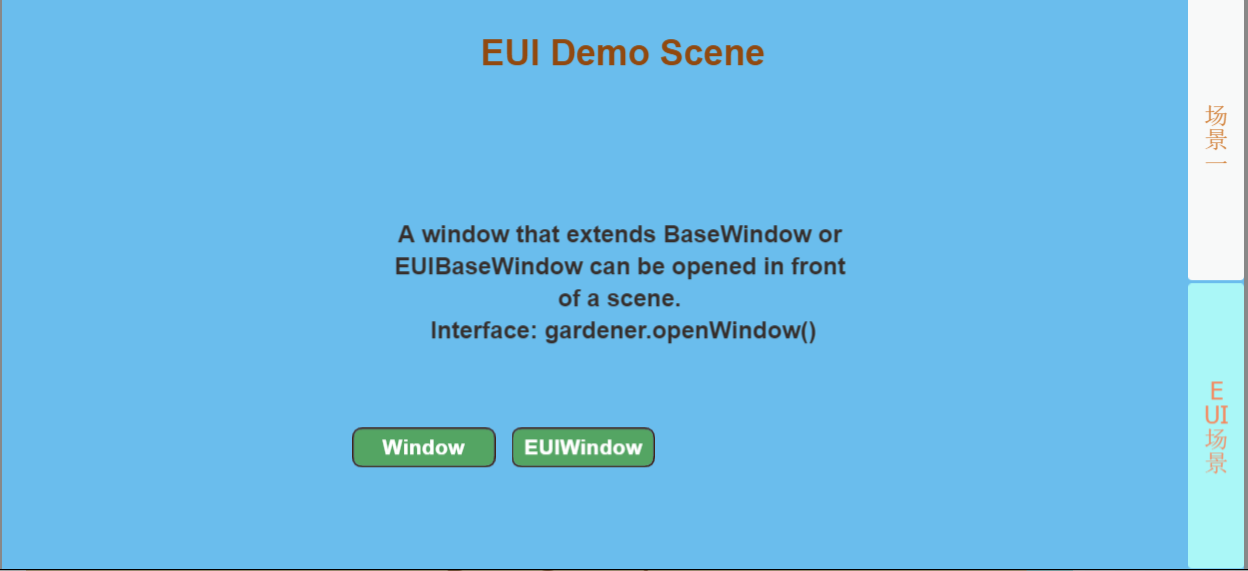 EUI Demo Scene
A window that extends BaseWindow or
EUIBaseWindow can be opened in front
of a scene.
Interface: gardener.openWindow()
Window
EUIWindow
场景一
EUI场景